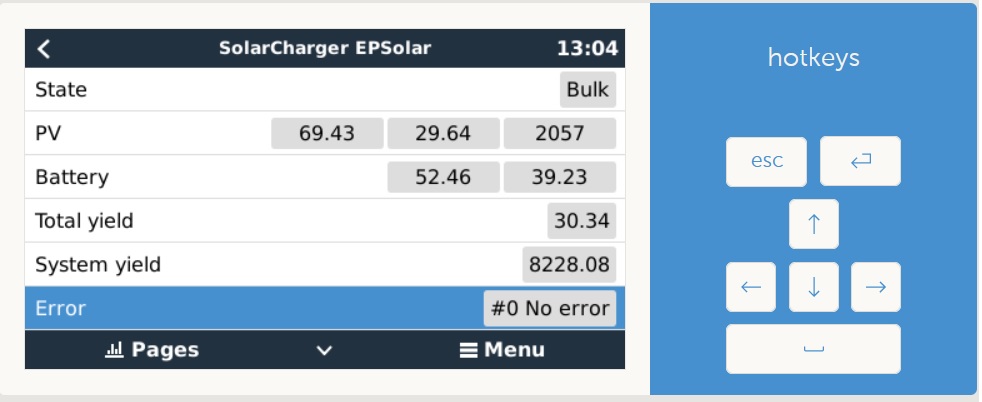 SolarCharger EPSolar 13:04
State Bulk
PV 69.43 29.64 2057
Battery 52.46 39.23
Total yield 30.34
System yield 8228.08
Error #0 No error
Pages Menu
hotkeys
esc